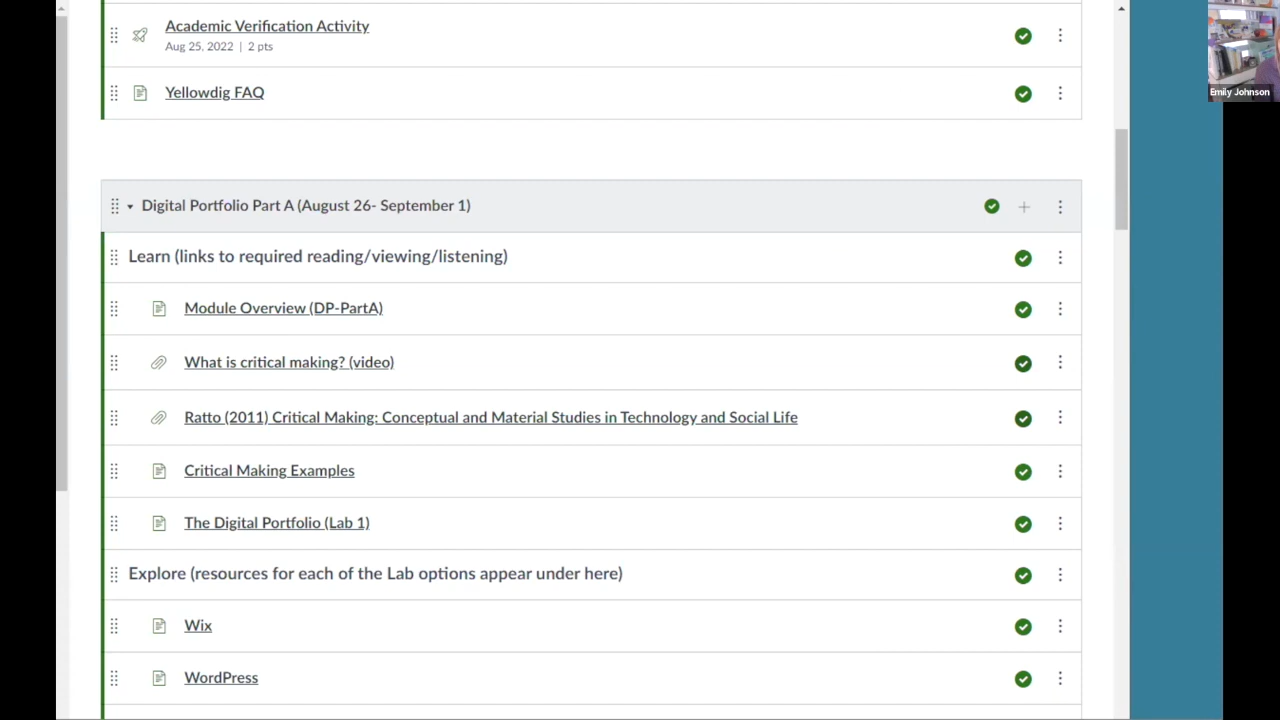 Academic Verification Activity
Aug 25, 2022 | 2 pts
Yellowdig FAQ
Emily Johnson
Digital Portfolio Part A (August 26- September 1)
Learn (links to required reading/viewing/listening)
Module Overview (DP-PartA)
What is critical making? (video)
Ratto (2011) Critical Making: Conceptual and Material Studies in Technology and Social Life
Critical Making Examples
The Digital Portfolio (Lab 1)
Explore (resources for each of the Lab options appear under here)
Wix
WordPress